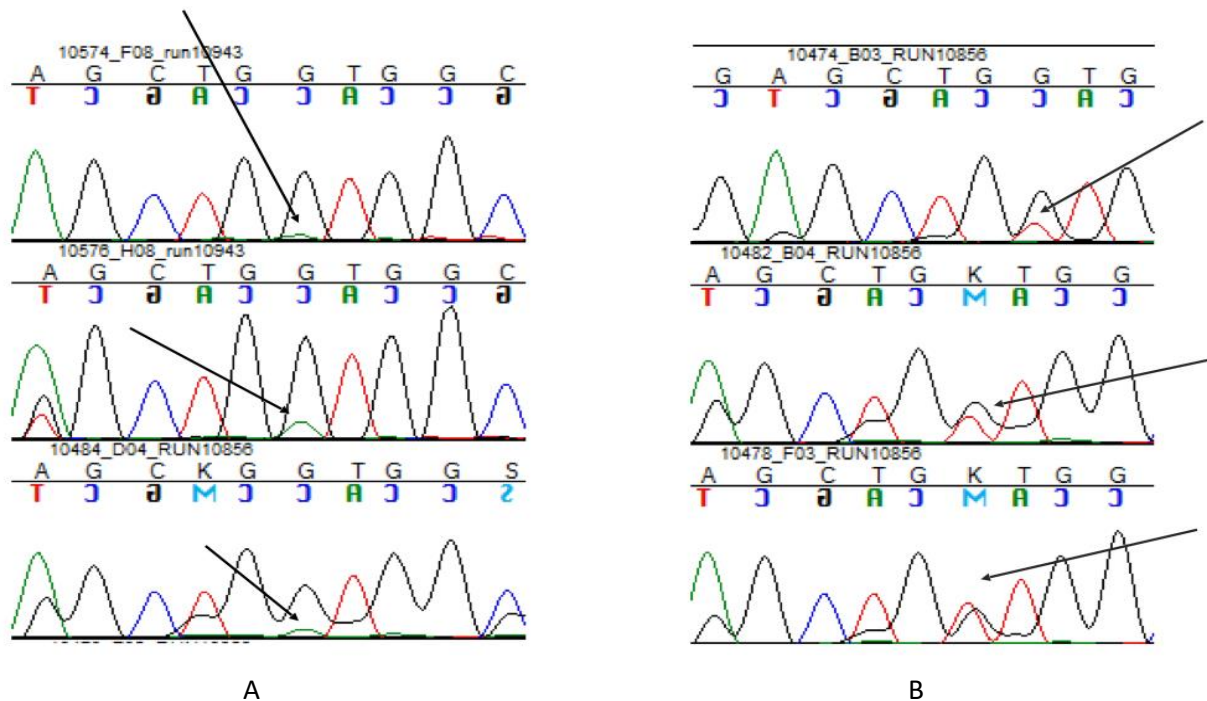 10574_F08_run10943
A G C T G G T G G C
T C G A C C A C C G
10576_H08_run10943
A G C T G G T G G C
T C G A C C A C C G
10484_D04_RUN10856
A G C K G G T G G S
T C G M C C A C C S
A
10474_B03_RUN10856
G A G C T G G T G
C T C G A C C A C
10482_B04_RUN10856
A G C T G K T G G
T C G A C M A C C
10478_F03_RUN10856
A G C T G K T G G
T C G A C M A C C
B